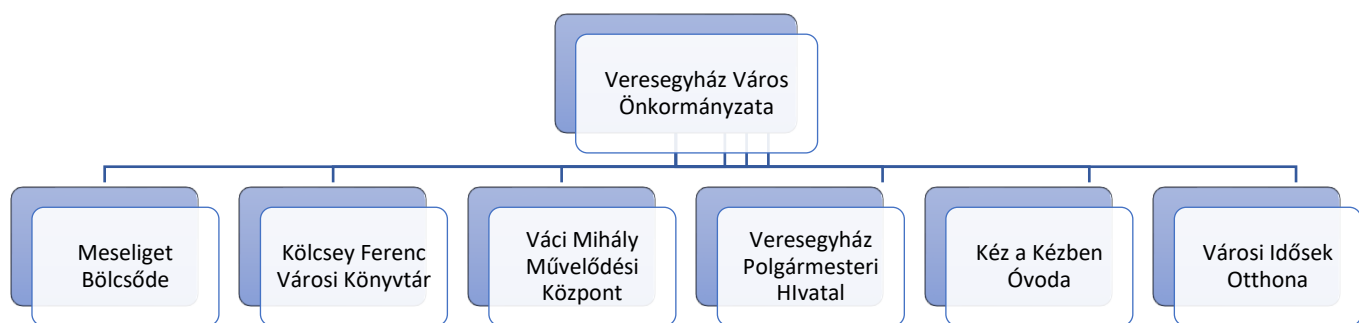 Veresegyház Város
Önkormányzata
Meseliget
Bölcsőde
Kölcsey Ferenc
Városi Könyvtár
Váci Mihály
Művelődési
Központ
Veresegyház
Polgármesteri
HIvatal
Kéz a Kézben
Óvoda
Városi Idősek
Otthona